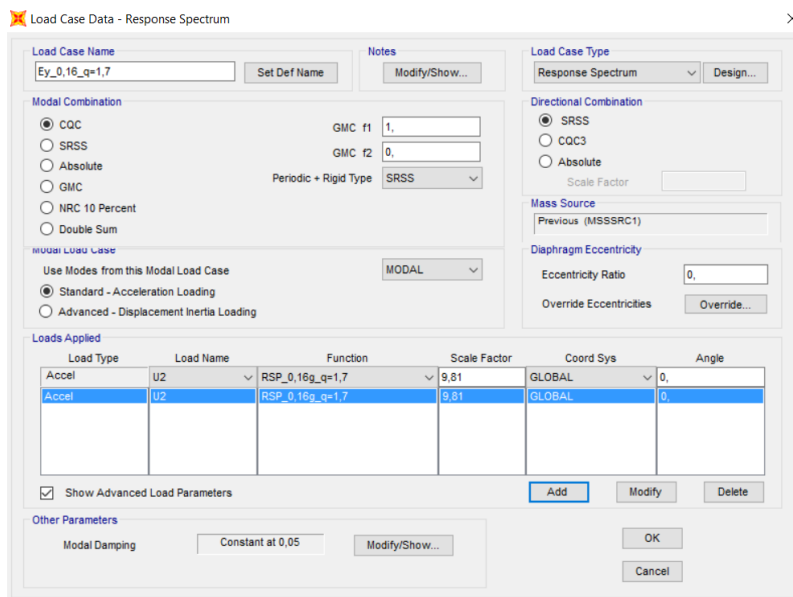 Load Case Data - Response Spectrum
Load Case Name
Ey_0,16_q=1,7
Set Def Name
Notes
Modify/Show...
Load Case Type
Response Spectrum
Design...
Modal Combination
CQC
SRSS
Absolute
GMC
NRC 10 Percent
Double Sum
GMC f1
1,
GMC f2
0,
Periodic + Rigid Type
SRSS
Directional Combination
SRSS
CQC3
Absolute
Scale Factor
Mass Source
Previous (MSSSRC1)
Modal Load Case
Use Modes from this Modal Load Case
MODAL
Standard - Acceleration Loading
Advanced - Displacement Inertia Loading
Diaphragm Eccentricity
Eccentricity Ratio
0,
Override Eccentricities
Override...
Loads Applied
Load Type Load Name Function Scale Factor Coord Sys Angle
Accel U2 RSP_0,16g_q=1,7 9,81 GLOBAL 0,
Accel U2 RSP_0,16g_q=1,7 9,81 GLOBAL 0,
Show Advanced Load Parameters
Add
Modify
Delete
Other Parameters
Modal Damping
Constant at 0,05
Modify/Show...
OK
Cancel